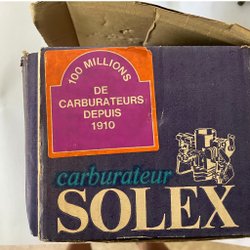 100 MILLIONS
DE
CARBURATEURS
DEPUIS
1910
carburateur
SOLEX